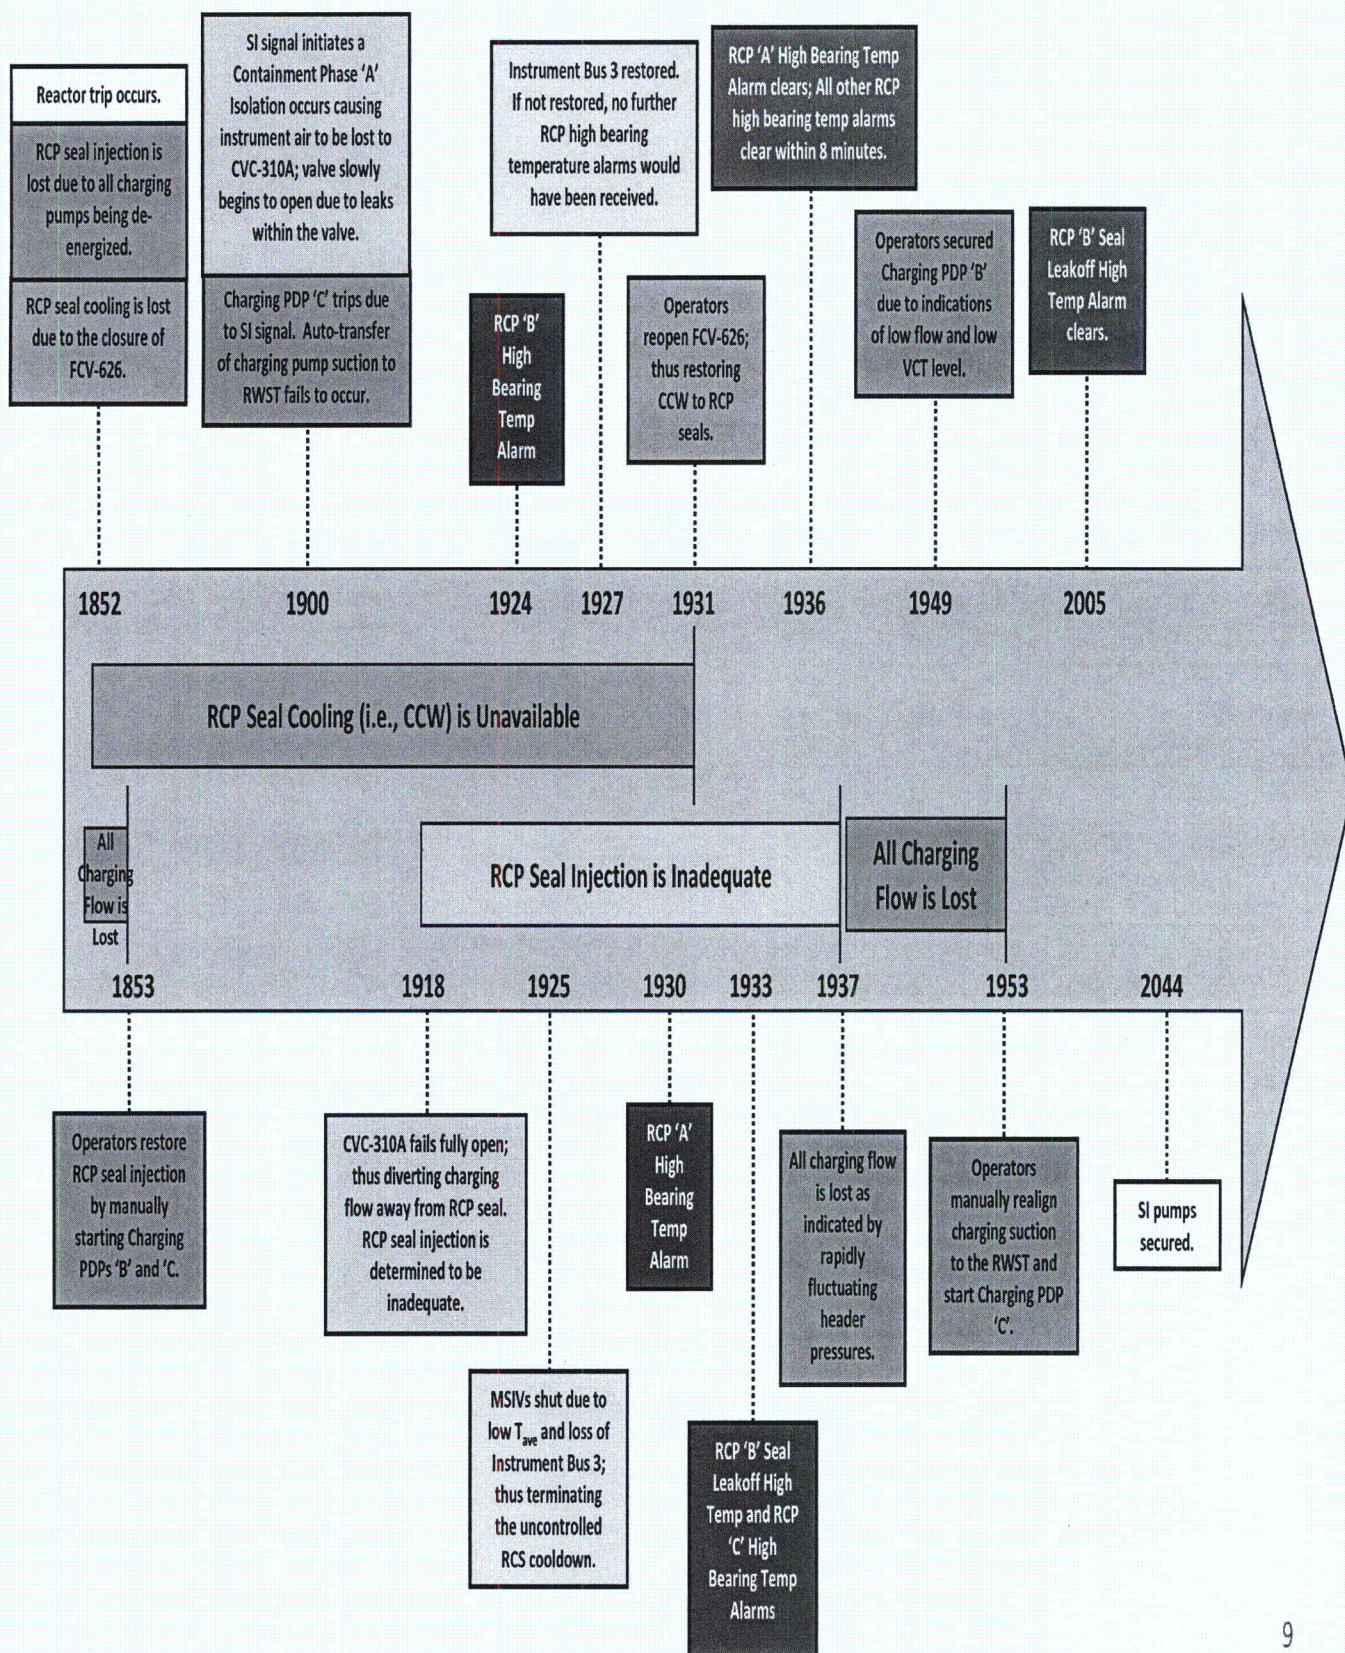 Reactor trip occurs.
RCP seal injection is
lost due to all charging
pumps being de-
energized.
RCP seal cooling is lost
due to the closure of
FCV-626.
SI signal initiates a
Containment Phase ‘A’
Isolation occurs causing
instrument air to be lost to
CVC-310A; valve slowly
begins to open due to leaks
within the valve.
Charging PDP ‘C’ trips due
to SI signal. Auto-transfer
of charging pump suction to
RWST fails to occur.
RCP ‘B’
High
Bearing
Temp
Alarm
Instrument Bus 3 restored.
If not restored, no further
RCP high bearing
temperature alarms would
have been received.
Operators
reopen FCV-626;
thus restoring
CCW to RCP
seals.
RCP ‘A’ High Bearing Temp
Alarm clears; All other RCP
high bearing temp alarms
clear within 8 minutes.
Operators secured
Charging PDP ‘B’
due to indications
of low flow and low
VCT level.
RCP ‘B’ Seal
Leakoff High
Temp Alarm
clears.
1852 1900 1924 1927 1931 1936 1949 2005
RCP Seal Cooling (i.e., CCW) is Unavailable
All
Charging
Flow is
Lost
RCP Seal Injection is Inadequate
All Charging
Flow is Lost
1853 1918 1925 1930 1933 1937 1953 2044
Operators restore
RCP seal injection
by manually
starting Charging
PDPs ‘B’ and ‘C.
CVC-310A fails fully open;
thus diverting charging
flow away from RCP seal.
RCP seal injection is
determined to be
inadequate.
MSIVs shut due to
low Tave and loss of
Instrument Bus 3;
thus terminating
the uncontrolled
RCS cooldown.
RCP ‘A’
High
Bearing
Temp
Alarm
RCP ‘B’ Seal
Leakoff High
Temp and RCP
‘C’ High
Bearing Temp
Alarms
All charging flow
is lost as
indicated by
rapidly
fluctuating
header
pressures.
Operators
manually realign
charging suction
to the RWST and
start Charging PDP
‘C’.
SI pumps
secured.
9